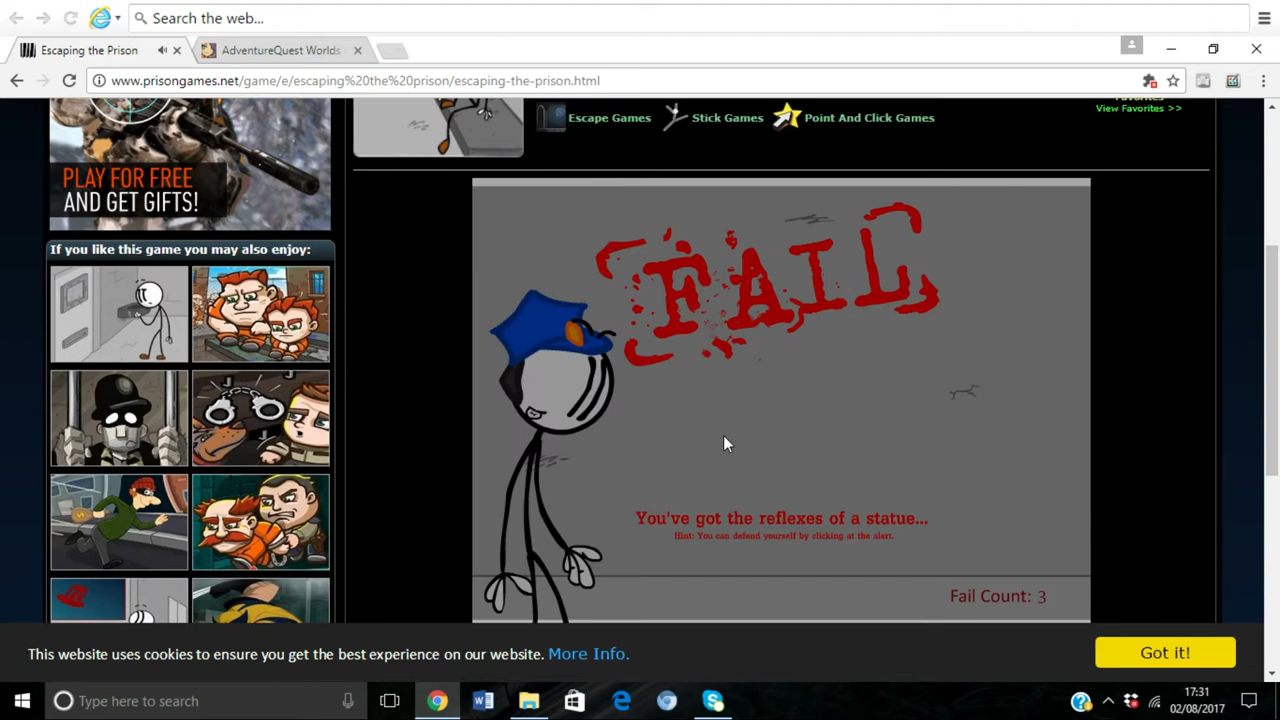 Search the web...
Escaping the Prison
AdventureQuest Worlds
www.prisongames.net/game/e/escaping%20the%20prison/escaping-the-prison.html
View Favorites >>
Escape Games
Stick Games
Point And Click Games
PLAY FOR FREE
AND GET GIFTS!
If you like this game you may also enjoy:
FAIL
You've got the reflexes of a statue...
Hint: You can defend yourself by clicking at the alert.
Fail Count: 3
This website uses cookies to ensure you get the best experience on our website. More Info.
Got it!
Type here to search
17:31
02/08/2017